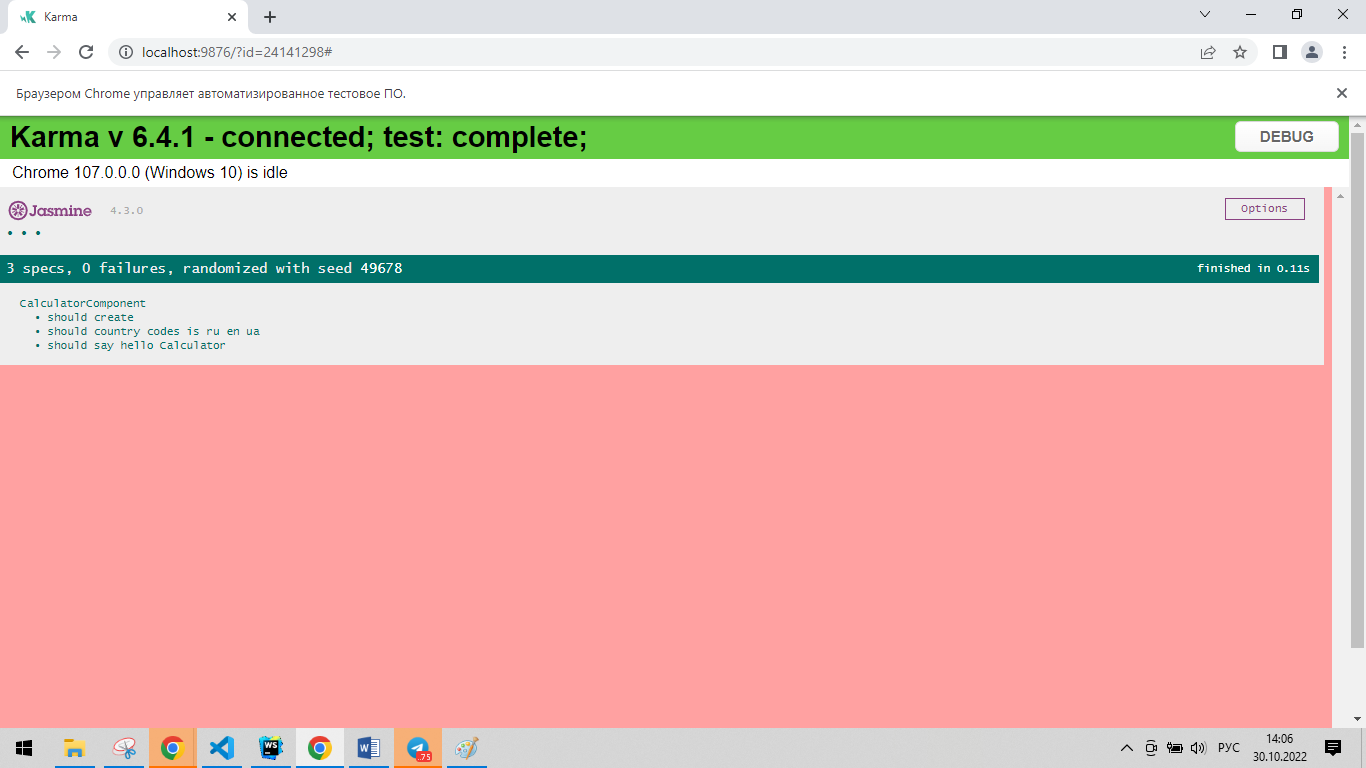 Karma
localhost:9876/?id=24141298#
Браузером Chrome управляет автоматизированное тестовое ПО.
Karma v 6.4.1 - connected; test: complete;
DEBUG
Chrome 107.0.0.0 (Windows 10) is idle
Jasmine 4.3.0
Options
3 specs, 0 failures, randomized with seed 49678
finished in 0.11s
CalculatorComponent
• should create
• should country codes is ru en ua
• should say hello Calculator
WS
75
РУС
14:06
30.10.2022